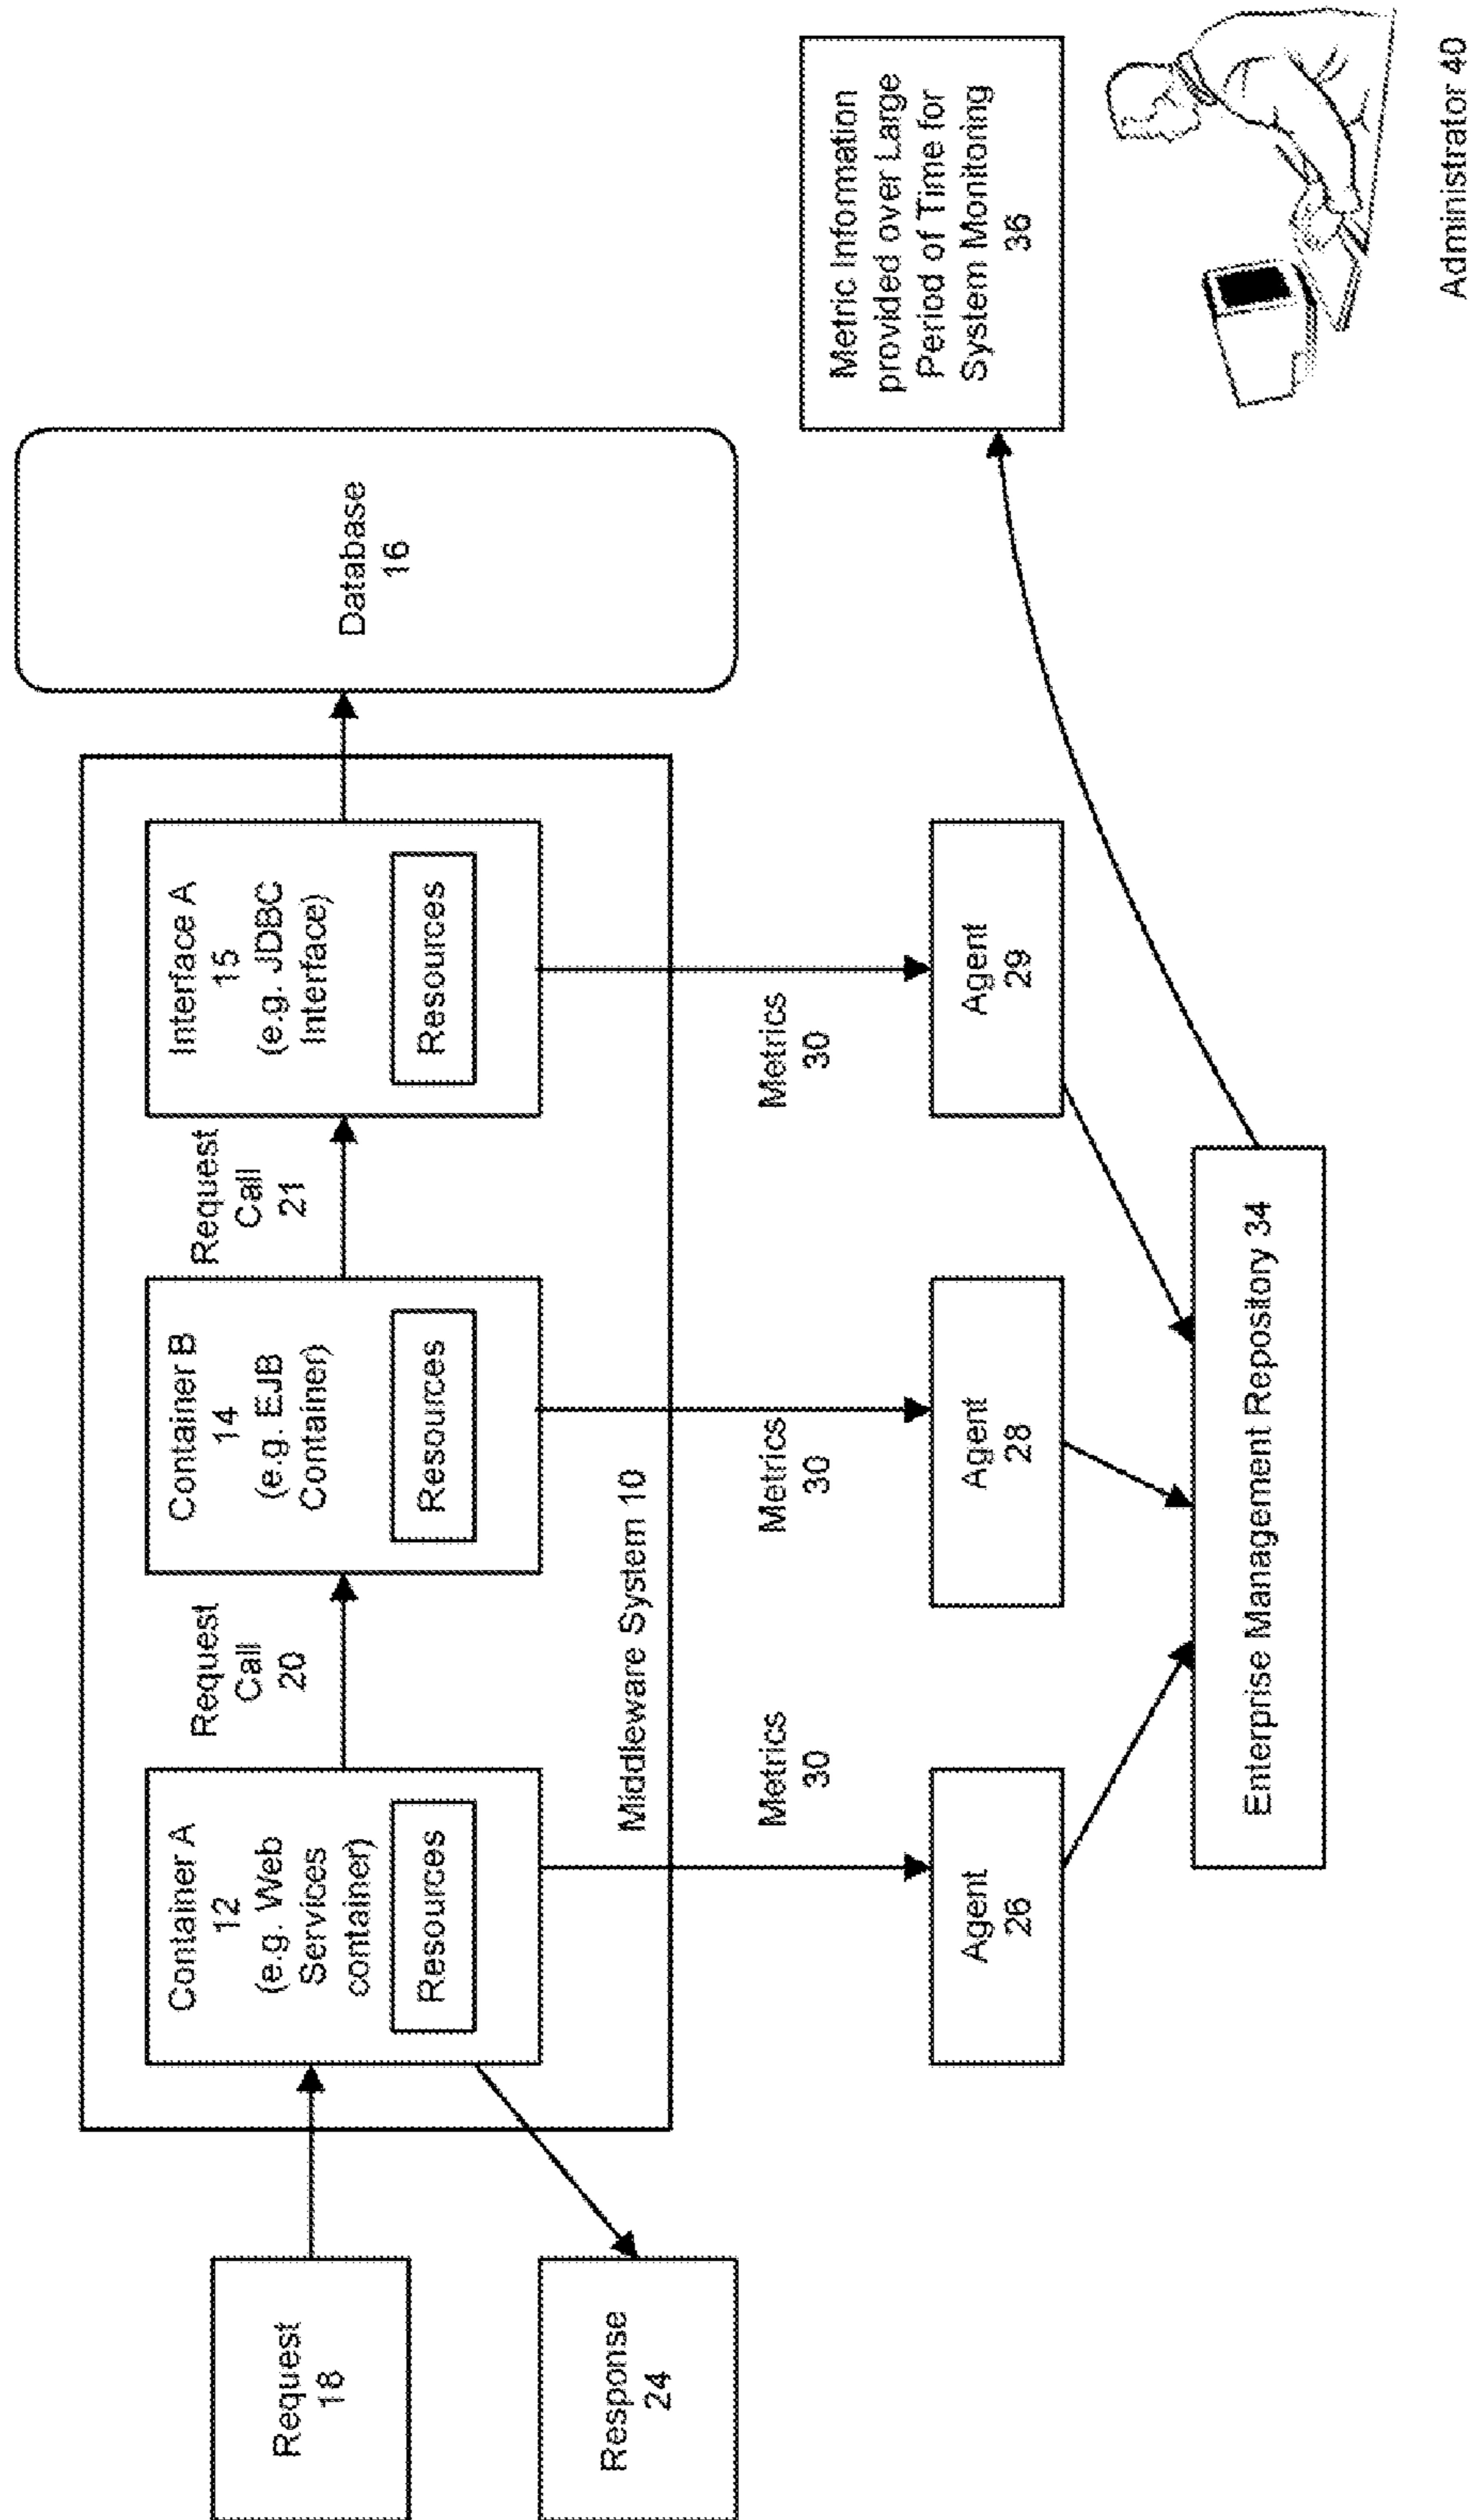 Request
18
Response
24
Container A
12
(e.g. Web
Services
container)
Resources
Request
Call
20
Container B
14
(e.g. EJB
Container)
Resources
Request
Call
21
Interface A
15
(e.g. JDBC
Interface)
Resources
Middleware System 10
Database
16
Metrics
30
Metrics
30
Metrics
30
Agent
26
Agent
28
Agent
29
Enterprise Management Repository 34
Metric Information
provided over Large
Period of Time for
System Monitoring
36
Administrator 40